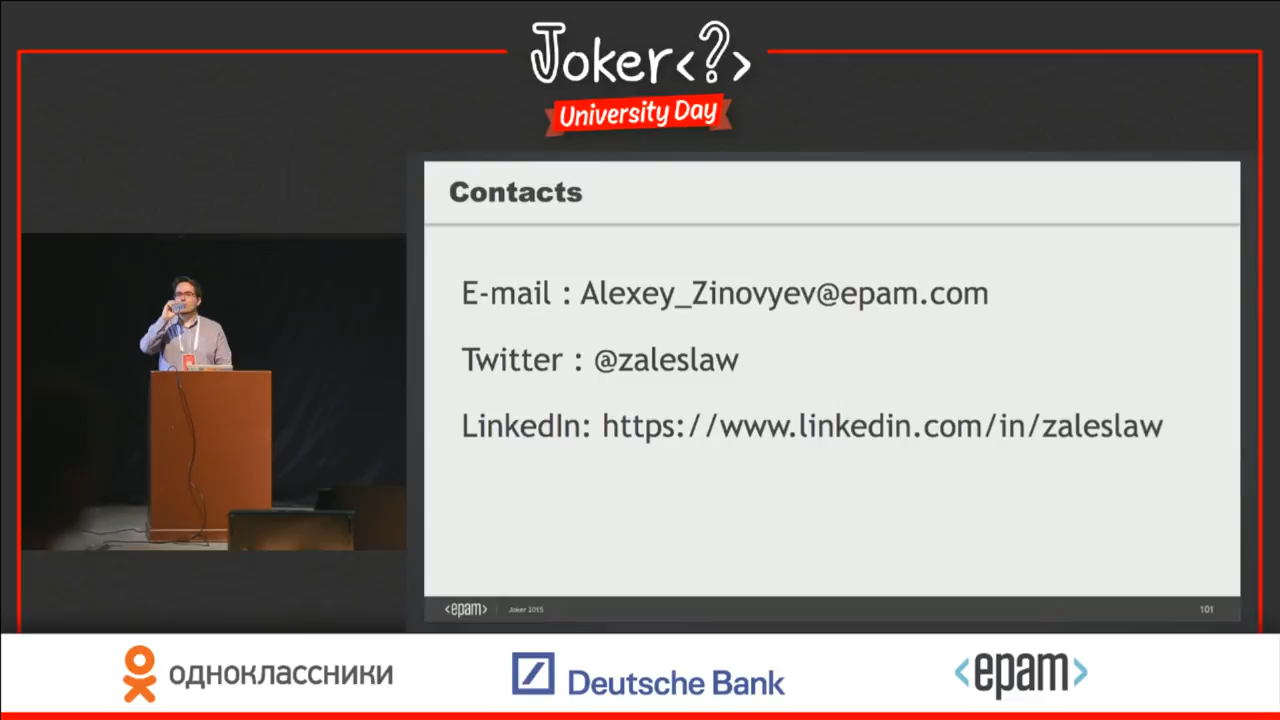 Joker<?>
University Day
Contacts
E-mail : Alexey_Zinovyev@epam.com
Twitter : @zaleslaw
LinkedIn: https://www.linkedin.com/in/zaleslaw
<epam> | Joker 2015 101
одноклассники
Deutsche Bank
<epam>